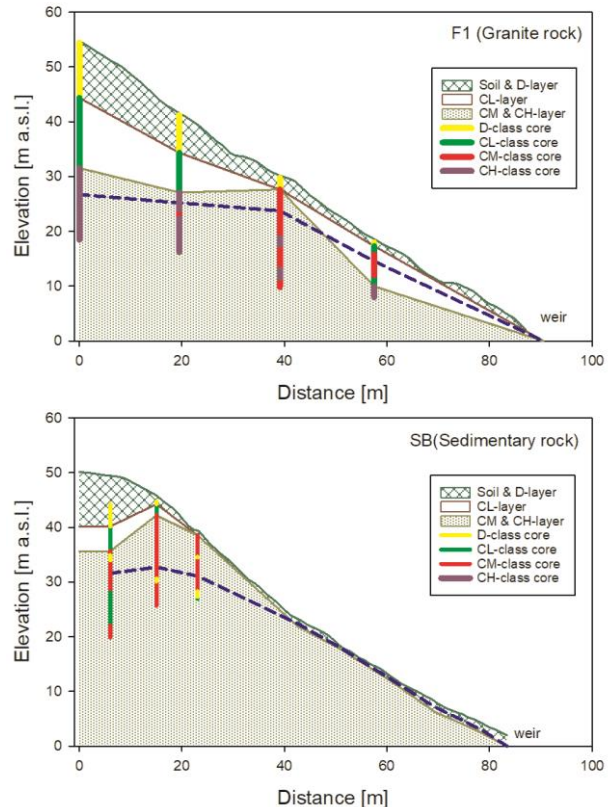 F1 (Granite rock)
60
50
40
30
20
10
0
Elevation [m a.s.l.]
Soil & D-layer
CL-layer
CM & CH-layer
D-class core
CL-class core
CM-class core
CH-class core
weir
0 20 40 60 80 100
Distance [m]
SB(Sedimentary rock)
60
50
40
30
20
10
0
Elevation [m a.s.l.]
Soil & D-layer
CL-layer
CM & CH-layer
D-class core
CL-class core
CM-class core
CH-class core
weir
0 20 40 60 80 100
Distance [m]